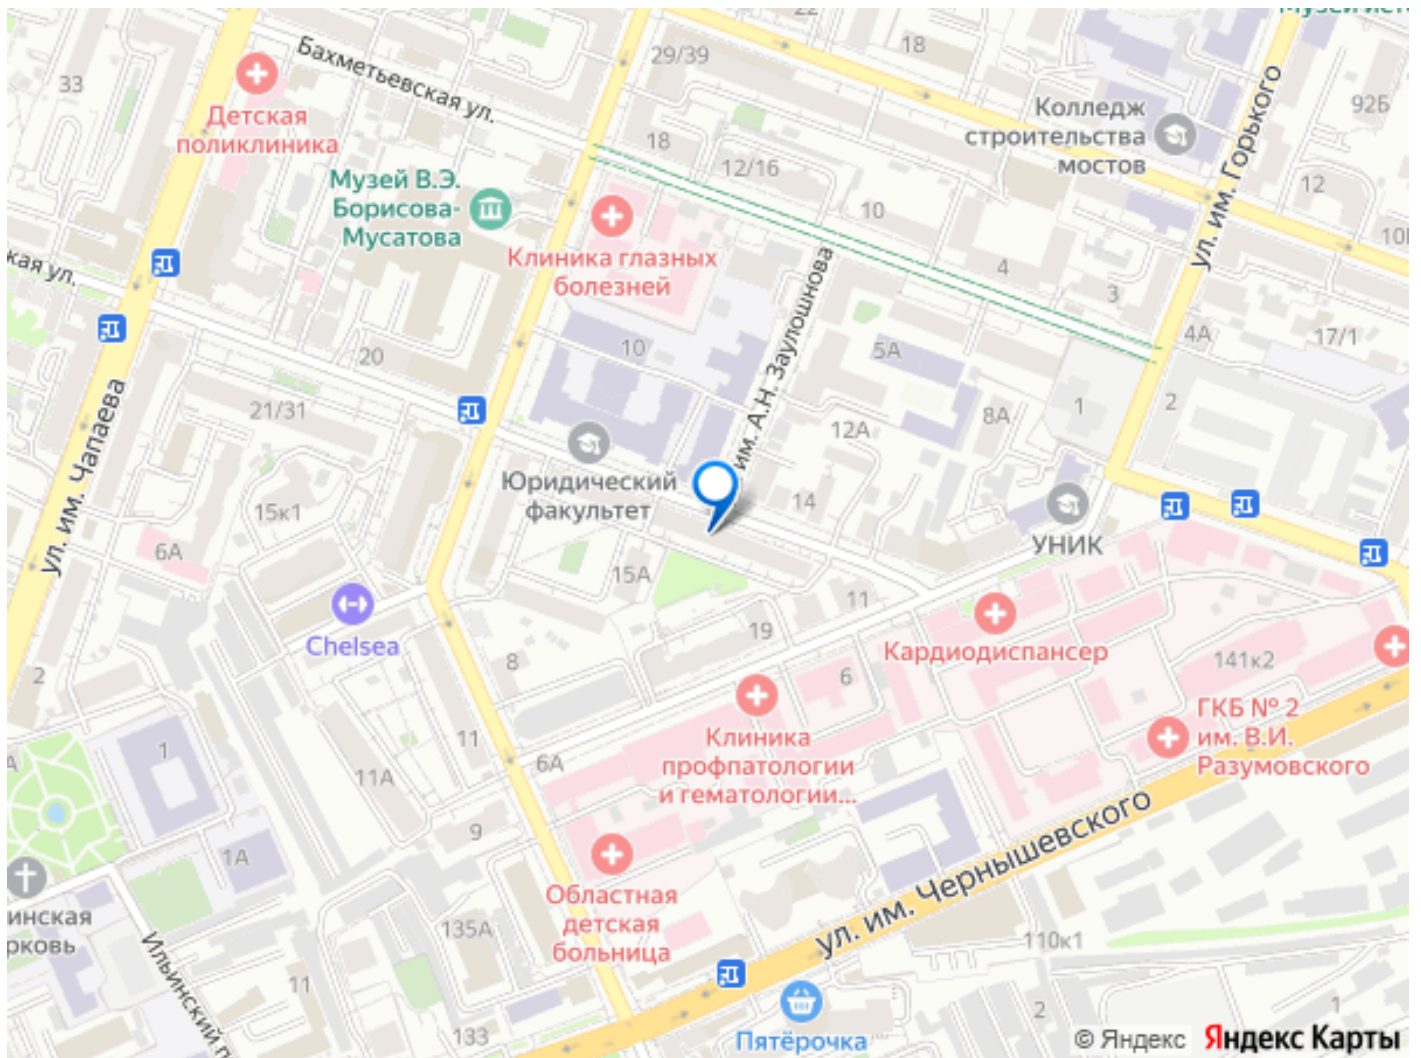 Бахметьевская ул.
29/39
22
18
33
Детская
поликлиника
Колледж
строительства
мостов
92Б
ул. им. Горького
18
12/16
12
Музей В.Э.
Борисова-
Мусатова
10
Клиника глазных
болезней
кая ул.
4
3
4А
17/1
им. А.Н. Заулошнова
20
10
5А
21/31
12А
8А
1
2
ул. им. Чапаева
Юридический
факультет
14
15к1
6А
УНИК
15А
11
Chelsea
19
Кардиодиспансер
141к2
8
6
2
ГКБ № 2
им. В.И.
Разумовского
Клиника
профпатологии
и гематологии...
1
11
11А
6А
9
1А
ул. им. Чернышевского
Областная
детская
больница
инская
рковь
135А
110к1
Ильинский п
11
133
2
1
Пятёрочка
© Яндекс Яндекс Карты